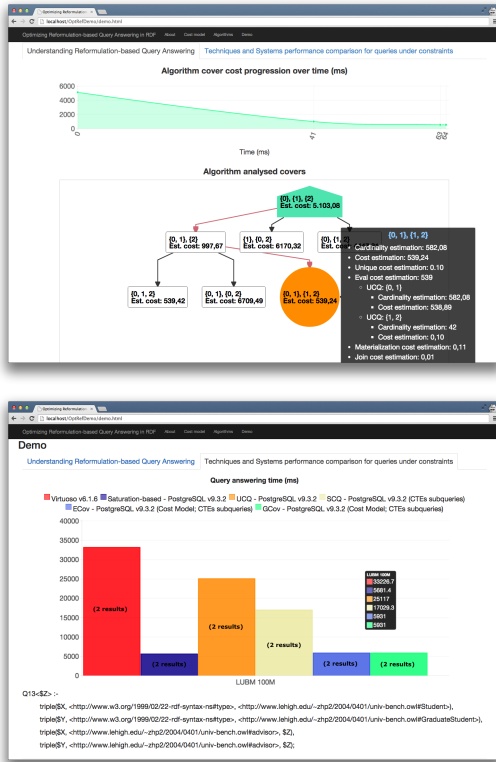 Optimizing Reformulation
localhost/OptRefDemo/demo.html
Optimizing Reformulation-based Query Answering in RDF About Cost model Algorithms Demo
Understanding Reformulation-based Query Answering Techniques and Systems performance comparison for queries under constraints
Algorithm cover cost progression over time (ms)
6000
4000
2000
0
0 41 63 64
Time (ms)
Algorithm analysed covers
{0}, {1}, {2}
Est. cost: 5.103,08
{0, 1}, {2}
Est. cost: 997,67
{1}, {0, 2}
Est. cost: 6170,32
{0}, {1, 2}
{0, 1, 2}
Est. cost: 539,42
{0, 1}, {0, 2}
Est. cost: 6709,49
{0, 1}, {1, 2}
Est. cost: 539,24
{0, 1}, {1, 2}
• Cardinality estimation: 582,08
• Cost estimation: 539,24
• Unique cost estimation: 0.10
• Eval cost estimation: 539
○ UCQ: {0, 1}
▪ Cardinality estimation: 582,08
▪ Cost estimation: 538,89
○ UCQ: {1, 2}
▪ Cardinality estimation: 42
▪ Cost estimation: 0,10
• Materialization cost estimation: 0,11
• Join cost estimation: 0,01
Optimizing Reformulation
localhost/OptRefDemo/demo.html
Optimizing Reformulation-based Query Answering in RDF About Cost model Algorithms Demo
Demo
Understanding Reformulation-based Query Answering Techniques and Systems performance comparison for queries under constraints
Query answering time (ms)
Virtuoso v6.1.6 Saturation-based - PostgreSQL v9.3.2 UCQ - PostgreSQL v9.3.2 SCQ - PostgreSQL v9.3.2 (CTEs subqueries)
ECov - PostgreSQL v9.3.2 (Cost Model; CTEs subqueries) GCov - PostgreSQL v9.3.2 (Cost Model; CTEs subqueries)
40000
35000
30000
25000
20000
15000
10000
5000
0
(2 results)
(2 results)
(2 results)
(2 results)
(2 results)
(2 results)
LUBM 100M
33226.7
5681.4
25117
17029.3
5931
5931
LUBM 100M
Q13<$Z> :-
triple($X, <http://www.w3.org/1999/02/22-rdf-syntax-ns#type>, <http://www.lehigh.edu/~zhp2/2004/0401/univ-bench.owl#Student>),
triple($Y, <http://www.w3.org/1999/02/22-rdf-syntax-ns#type>, <http://www.lehigh.edu/~zhp2/2004/0401/univ-bench.owl#GraduateStudent>),
triple($X, <http://www.lehigh.edu/~zhp2/2004/0401/univ-bench.owl#advisor>, $Z),
triple($Y, <http://www.lehigh.edu/~zhp2/2004/0401/univ-bench.owl#advisor>, $Z);